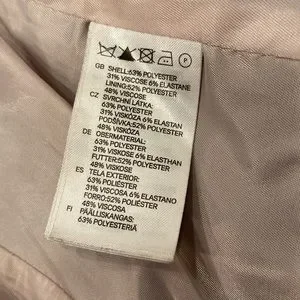 GB SHELL:63% POLYESTER
31% VISCOSE 6% ELASTANE
LINING:52% POLYESTER
48% VISCOSE
CZ SVRCHNÍ LÁTKA:
63% POLYESTER
31% VISKÓZA 6% ELASTAN
PODŠÍVKA:52% POLYESTER
48% VISKÓZA
DE OBERMATERIAL:
63% POLYESTER
31% VISKOSE 6% ELASTHAN
FUTTER:52% POLYESTER
48% VISKOSE
ES TELA EXTERIOR:
63% POLIÉSTER
31% VISCOSA 6% ELASTANO
FORRO:52% POLIÉSTER
48% VISCOSA
FI PÄÄLLISKANGAS:
63% POLYESTERIÄ